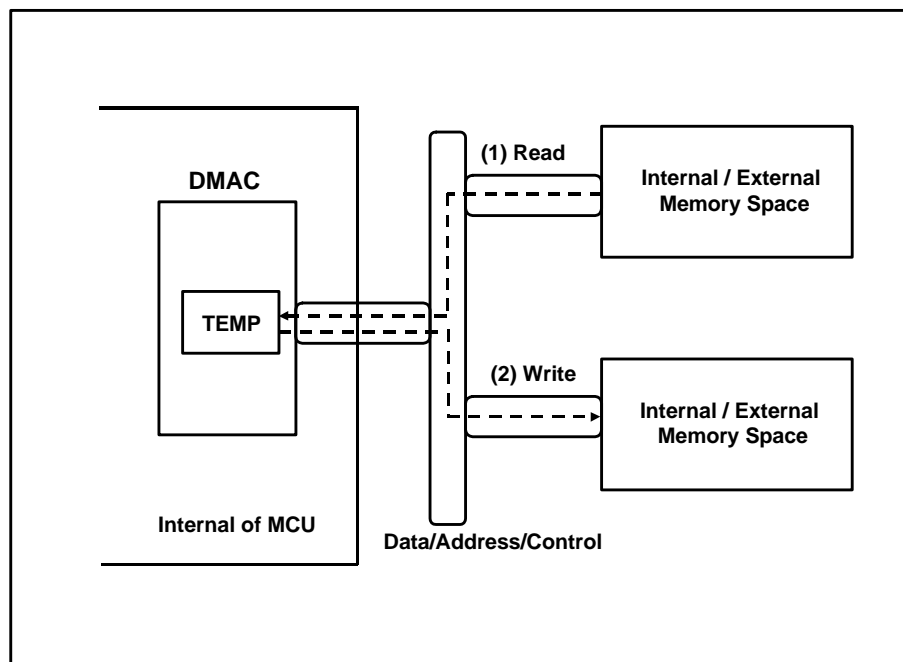 (1) Read
DMAC
Internal / External
Memory Space
TEMP
(2) Write
Internal / External
Memory Space
Internal of MCU
Data/Address/Control